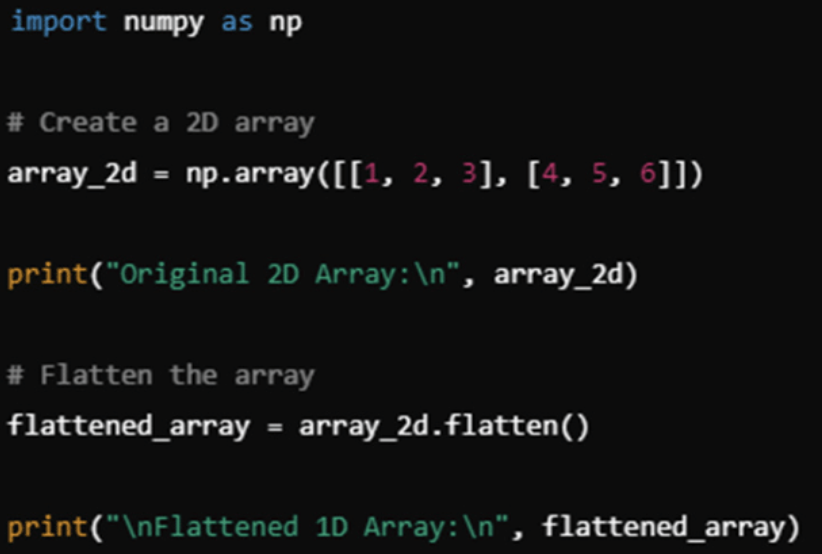 import numpy as np
# Create a 2D array
array_2d = np.array([[1, 2, 3], [4, 5, 6]])
print("Original 2D Array:\n", array_2d)
# Flatten the array
flattened_array = array_2d.flatten()
print("\nFlattened 1D Array:\n", flattened_array)